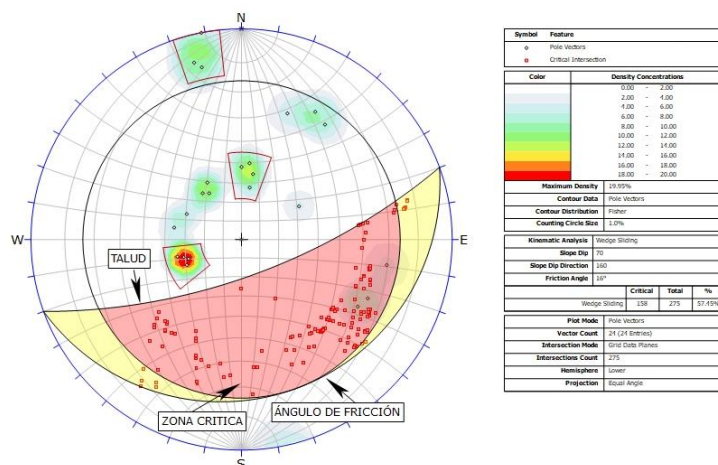 N
W
E
S
TALUD
ZONA CRITICA
ÁNGULO DE FRICCIÓN
Symbol Feature
Pole Vectors
Critical Intersection
Color Density Concentrations
0.00 - 2.00
2.00 - 4.00
4.00 - 6.00
6.00 - 8.00
8.00 - 10.00
10.00 - 12.00
12.00 - 14.00
14.00 - 16.00
16.00 - 18.00
18.00 - 20.00
Maximum Density 19.95%
Contour Data Pole Vectors
Contour Distribution Fisher
Counting Circle Size 1.0%
Kinematic Analysis Wedge Sliding
Slope Dip 70
Slope Dip Direction 160
Friction Angle 16°
Critical Total %
Wedge Sliding 158 275 57.45%
Plot Mode Pole Vectors
Vector Count 24 (24 Entries)
Intersection Mode Grid Data Planes
Intersections Count 275
Hemisphere Lower
Projection Equal Angle